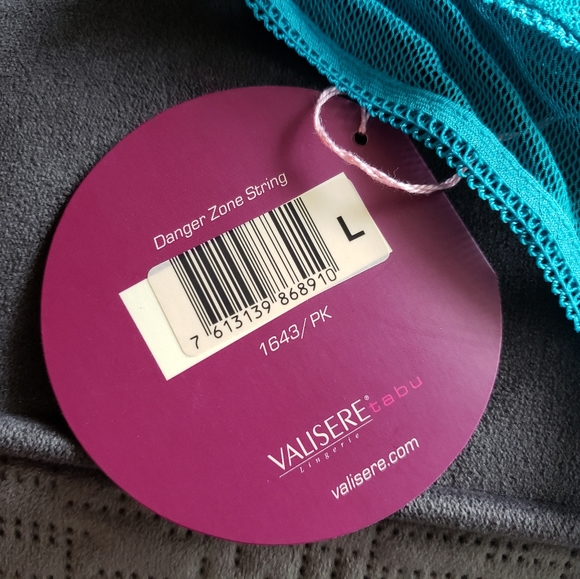 Danger Zone String
L
7 613139 868910
1643/PK
VALISERE® tabu
Lingerie
valisere.com